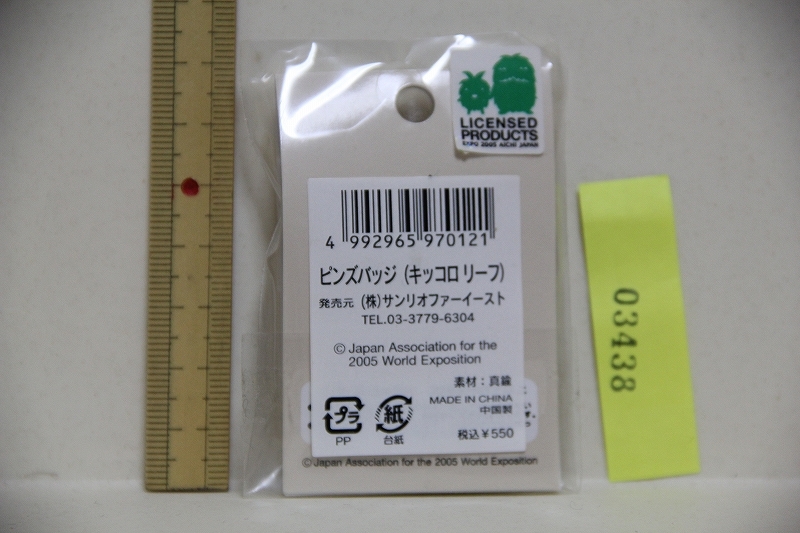 LICENSED
PRODUCTS
EXPO 2005 AICHI JAPAN
4 992965 970121
ピンズバッジ（キッコロ リーフ）
発売元 (株)サンリオファーイースト
TEL.03-3779-6304
© Japan Association for the
2005 World Exposition
素材：真鍮
MADE IN CHINA
中国製
プラ
PP
紙
台紙
税込￥550
©Japan Association for the 2005 World Exposition
03438